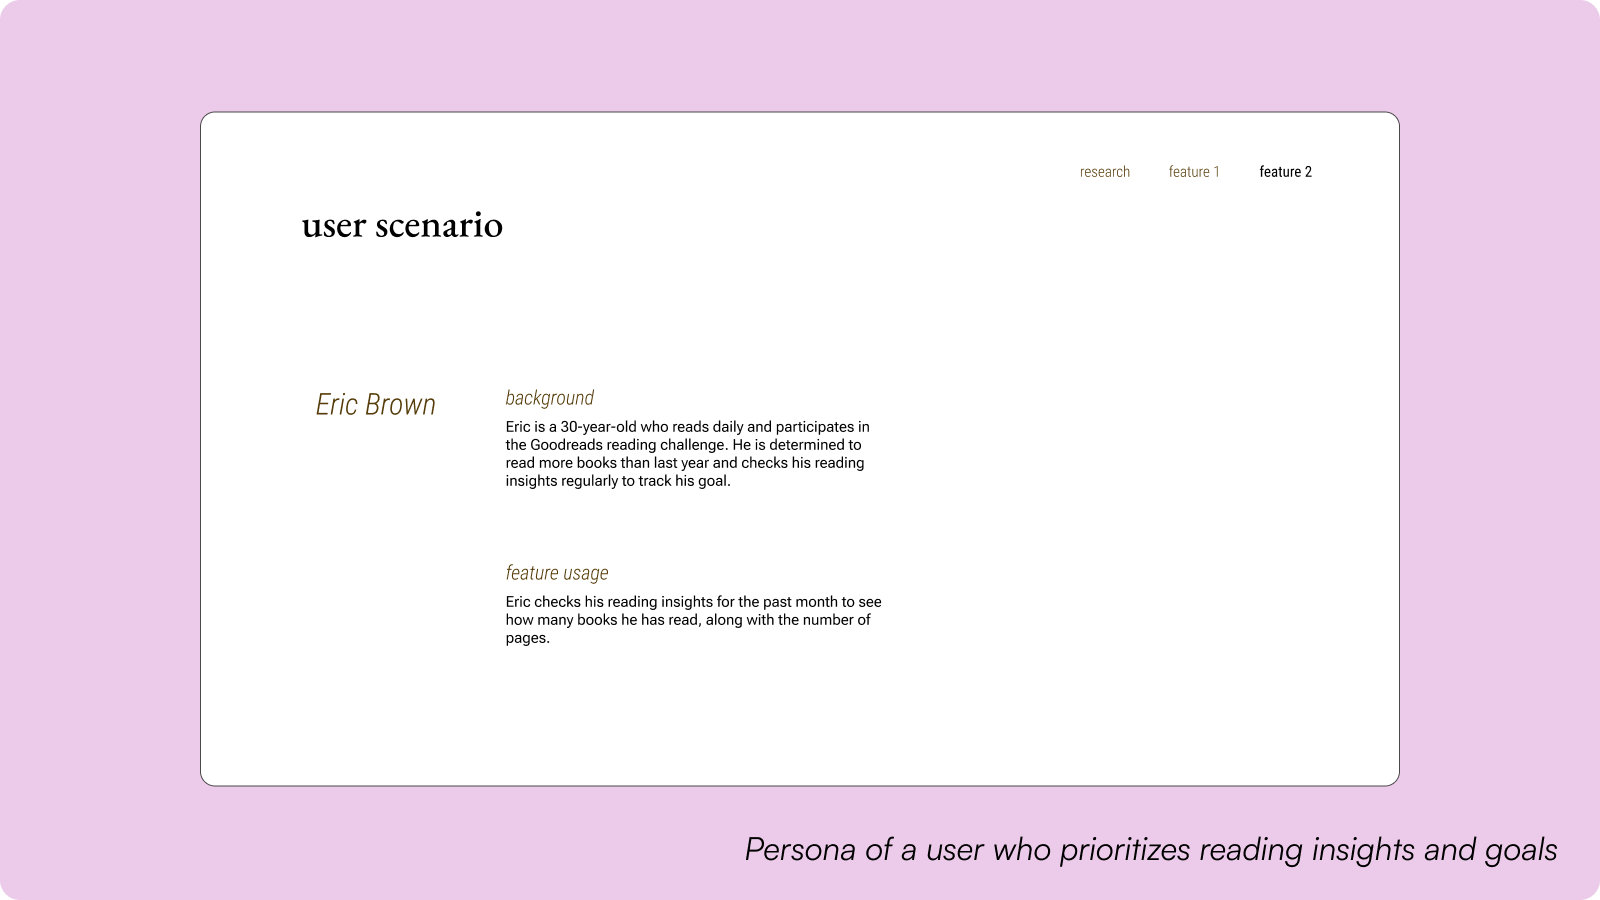 research feature 1 feature 2
user scenario
Eric Brown
background
Eric is a 30-year-old who reads daily and participates in
the Goodreads reading challenge. He is determined to
read more books than last year and checks his reading
insights regularly to track his goal.
feature usage
Eric checks his reading insights for the past month to see
how many books he has read, along with the number of
pages.
Persona of a user who prioritizes reading insights and goals